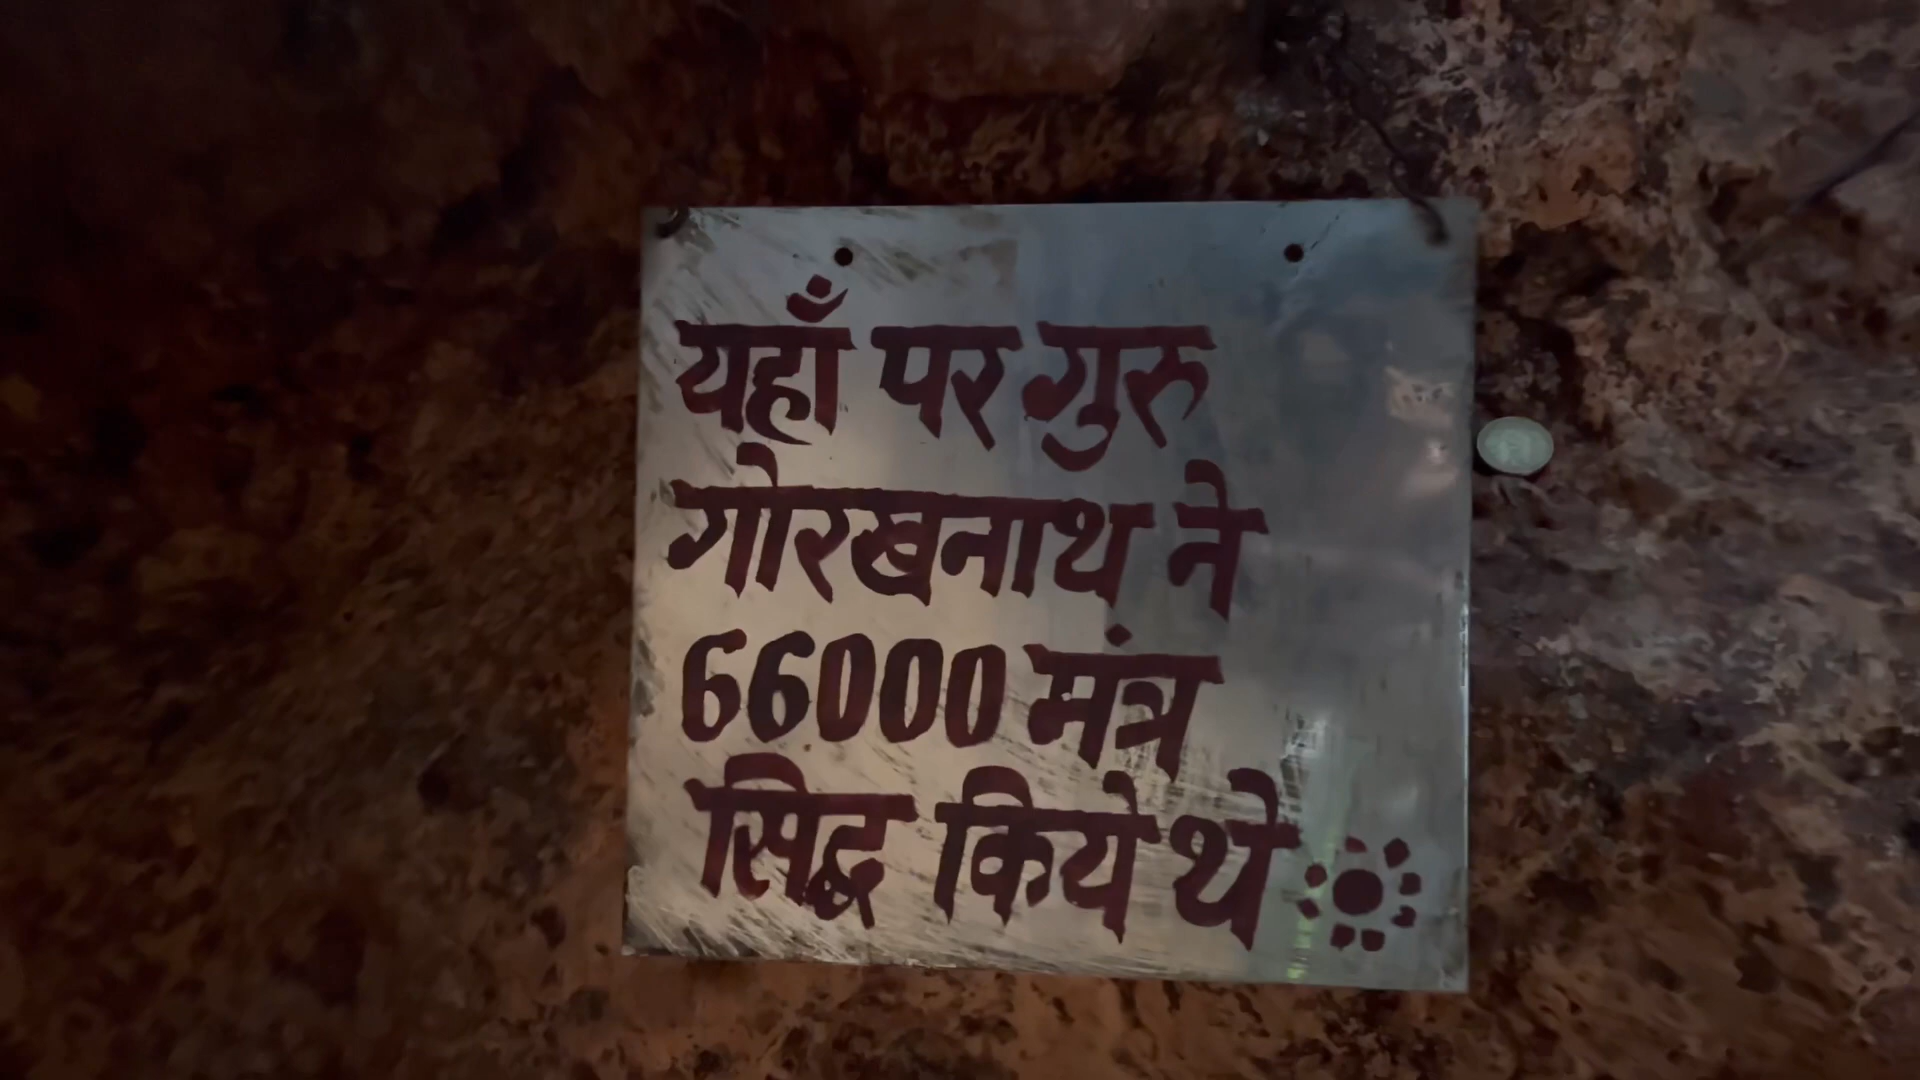 यहाँ पर गुरु
गोरखनाथ ने
66000 मंत्र
सिद्ध किये थे